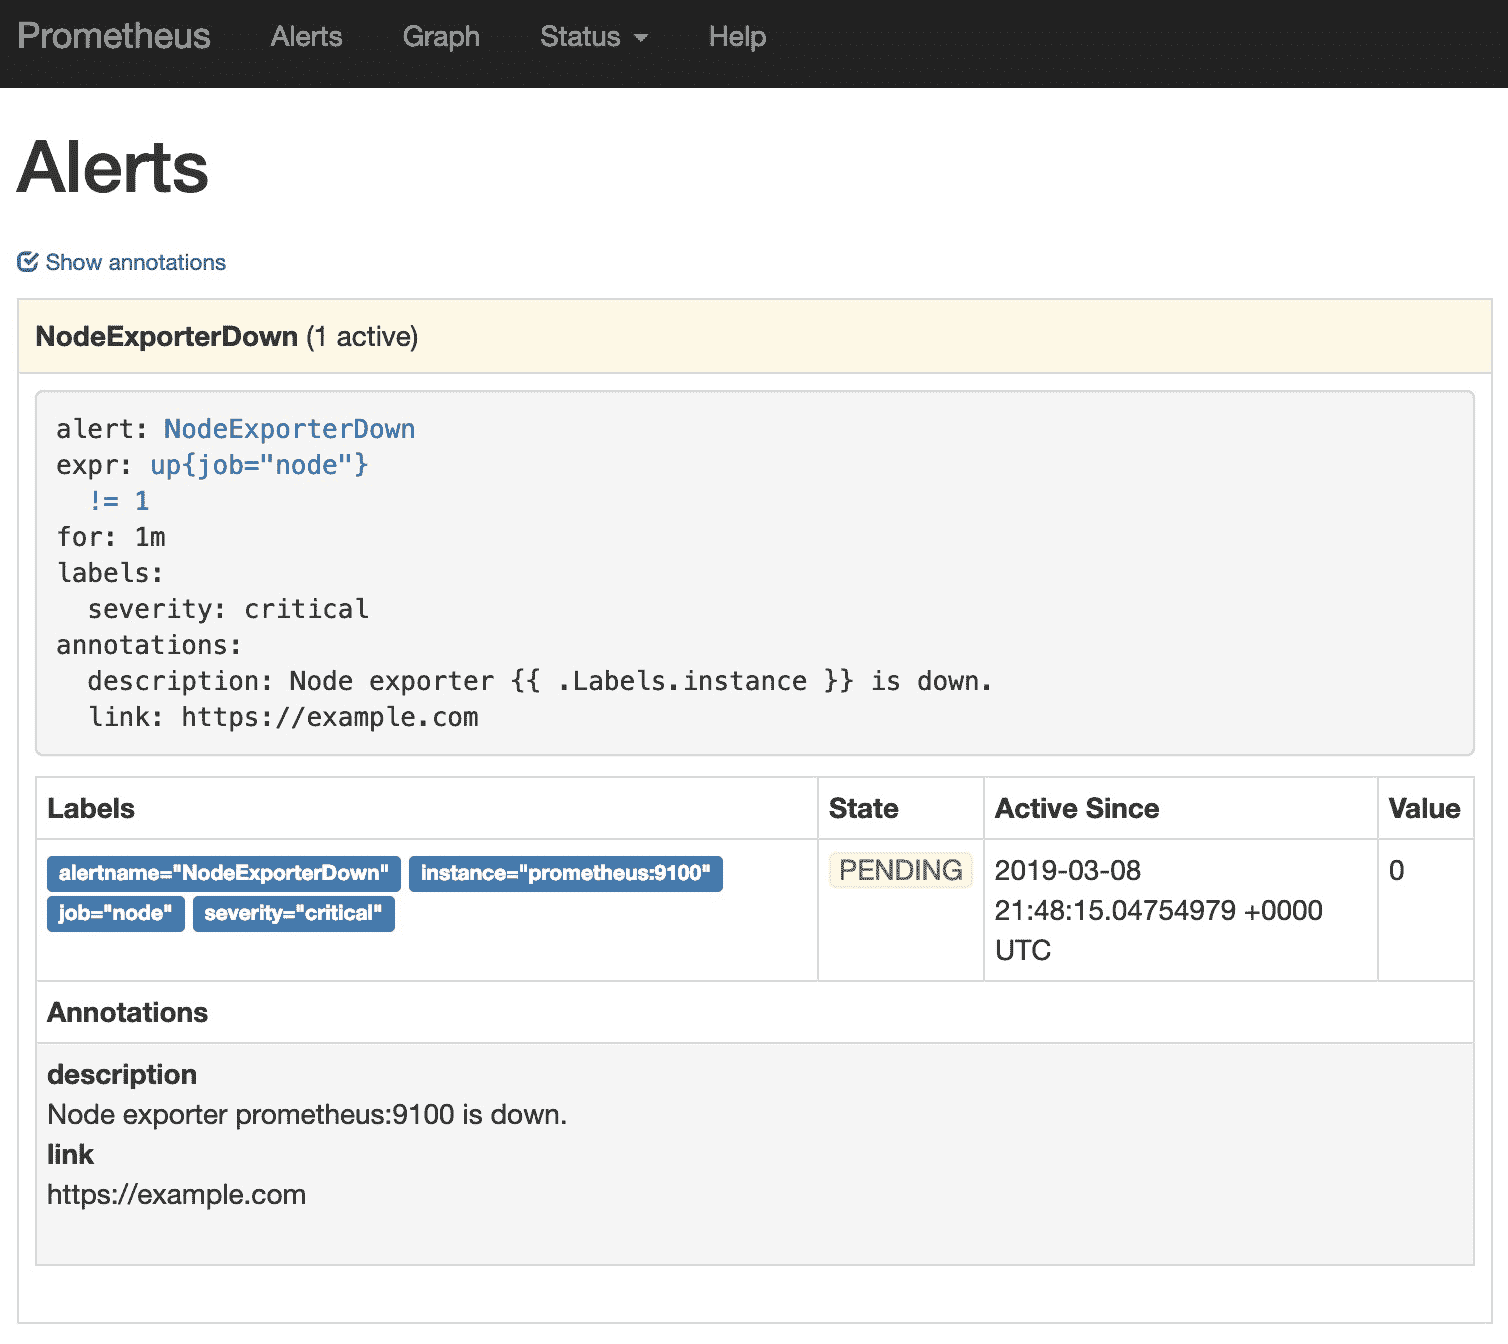 Prometheus Alerts Graph Status Help
Alerts
Show annotations
NodeExporterDown (1 active)
alert: NodeExporterDown
expr: up{job="node"}
  != 1
for: 1m
labels:
  severity: critical
annotations:
  description: Node exporter {{ .Labels.instance }} is down.
  link: https://example.com
Labels State Active Since Value
alertname="NodeExporterDown" instance="prometheus:9100" PENDING 2019-03-08 0
job="node" severity="critical" 21:48:15.04754979 +0000
UTC
Annotations
description
Node exporter prometheus:9100 is down.
link
https://example.com